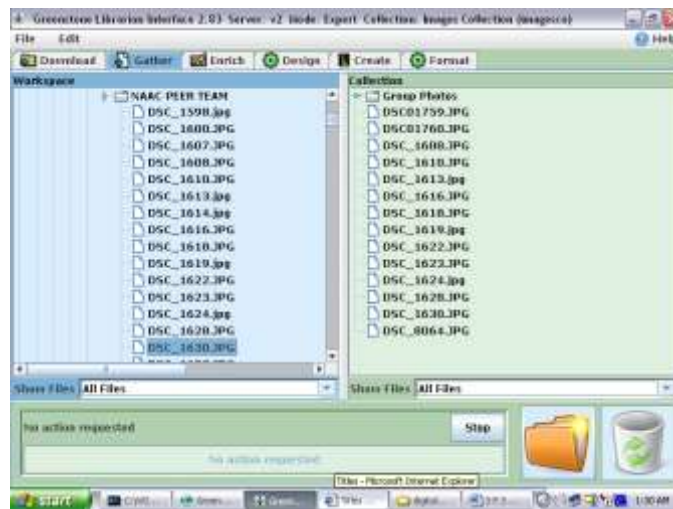 Greenstone Librarian Interface 2.83 Server: v2 Mode: Expert Collection: Images Collection (imagesco)
File Edit
Help
Download Gather Enrich Design Create Format
Workspace
NAAC PEER TEAM
DSC_1598.jpg
DSC_1600.JPG
DSC_1607.JPG
DSC_1608.JPG
DSC_1610.JPG
DSC_1613.jpg
DSC_1614.jpg
DSC_1616.JPG
DSC_1618.JPG
DSC_1619.jpg
DSC_1622.JPG
DSC_1623.JPG
DSC_1624.jpg
DSC_1628.JPG
DSC_1630.JPG
Show Files All Files
Collection
Group Photos
DSC01759.JPG
DSC01760.JPG
DSC_1608.JPG
DSC_1610.JPG
DSC_1613.jpg
DSC_1616.JPG
DSC_1618.JPG
DSC_1619.jpg
DSC_1622.JPG
DSC_1623.JPG
DSC_1624.jpg
DSC_1628.JPG
DSC_1630.JPG
DSC_8064.JPG
Show Files All Files
No action requested
Stop
No action requested
Titles - Microsoft Internet Explorer
start Green... Green... Titles ... digital... 1:30 AM